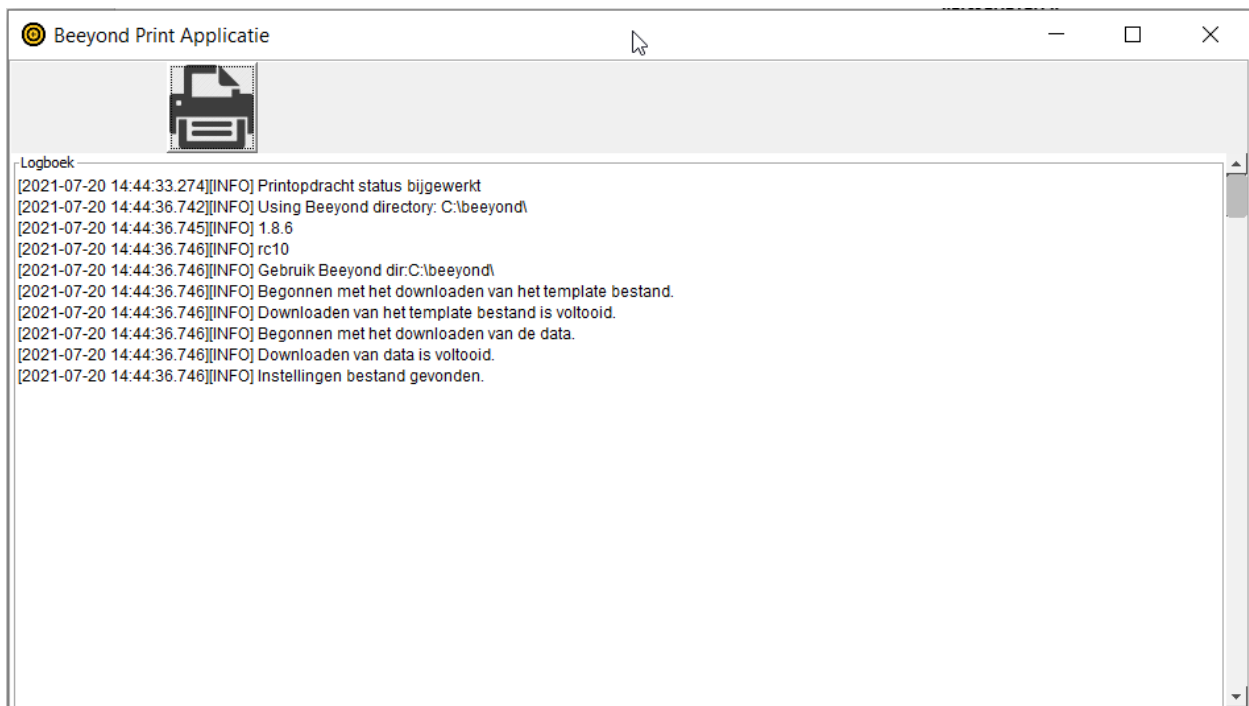 Beeyond Print Applicatie
Logboek
[2021-07-20 14:44:33.274][INFO] Printopdracht status bijgewerkt
[2021-07-20 14:44:36.742][INFO] Using Beeyond directory: C:\beeyond\
[2021-07-20 14:44:36.745][INFO] 1.8.6
[2021-07-20 14:44:36.746][INFO] rc10
[2021-07-20 14:44:36.746][INFO] Gebruik Beeyond dir:C:\beeyond\
[2021-07-20 14:44:36.746][INFO] Begonnen met het downloaden van het template bestand.
[2021-07-20 14:44:36.746][INFO] Downloaden van het template bestand is voltooid.
[2021-07-20 14:44:36.746][INFO] Begonnen met het downloaden van de data.
[2021-07-20 14:44:36.746][INFO] Downloaden van data is voltooid.
[2021-07-20 14:44:36.746][INFO] Instellingen bestand gevonden.